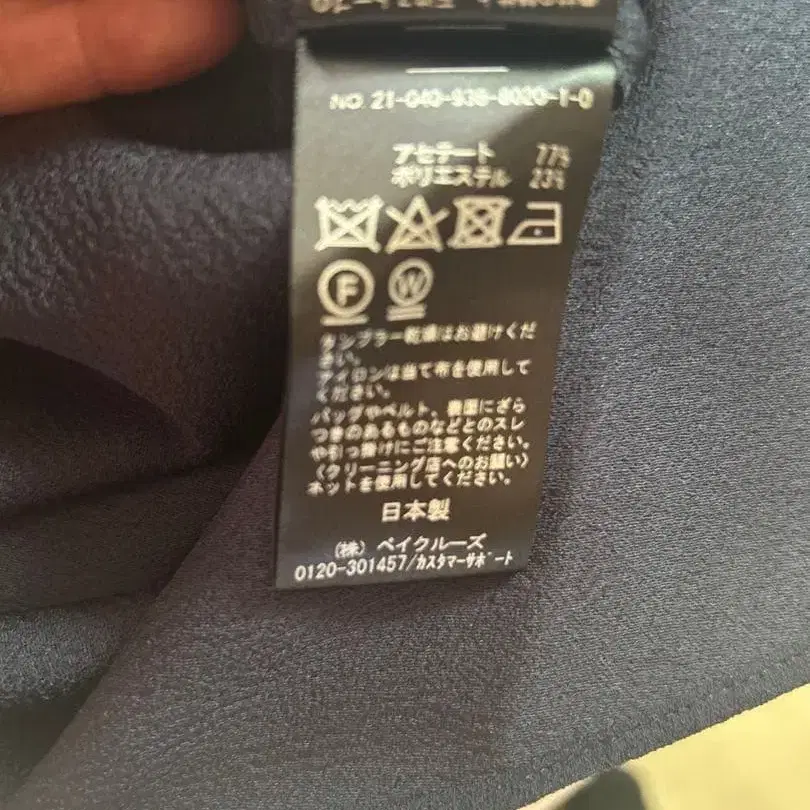 NO. 21-040-936-8020-1-0
アセテート 77%
ポリエステル 23%
F W
タンブラー乾燥はお避けくだ
さい。
アイロンは当て布を使用して
ください。
バッグやベルト、表面にざら
つきのあるものなどとのスレ
や引っ掛けにご注意ください。
〈クリーニング店へのお願い〉
ネットを使用してください。
日本製
(株) ベイクルーズ
0120-301457/カスタマーサポート